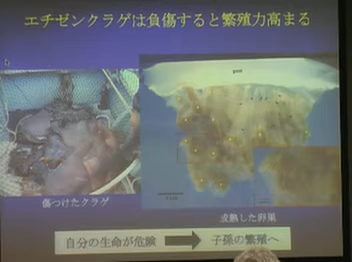 エチゼンクラゲは負傷すると繁殖力高まる
傷つけたクラゲ
成熟した卵巣
自分の生命が危険
子孫の繁殖へ